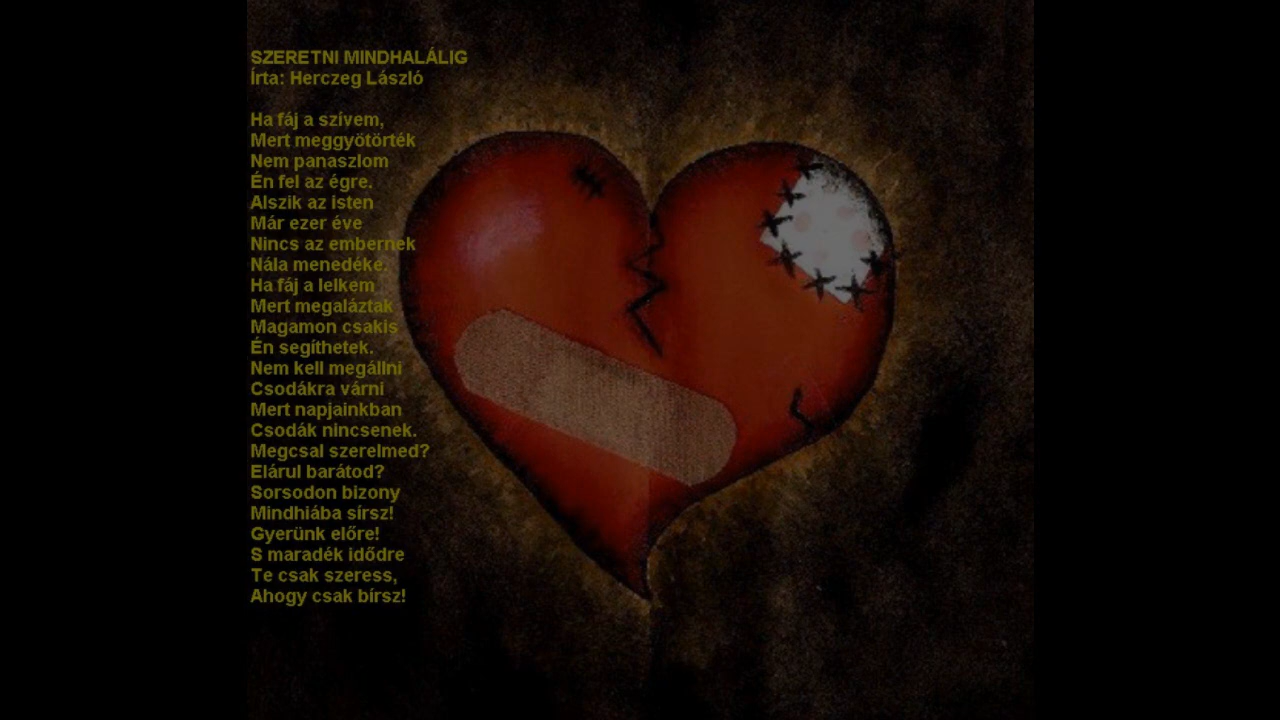 SZERETNI MINDHALÁLIG
Írta: Herczeg László
Ha fáj a szívem,
Mert meggyötörték
Nem panaszlom
Én fel az égre.
Alszik az isten
Már ezer éve
Nincs az embernek
Nála menedéke.
Ha fáj a lelkem
Mert megaláztak
Magamon csakis
Én segíthetek.
Nem kell megállni
Csodákra várni
Mert napjainkban
Csodák nincsenek.
Megcsal szerelmed?
Elárul barátod?
Sorsodon bizony
Mindhiába sírsz!
Gyerünk előre!
S maradék idődre
Te csak szeress,
Ahogy csak bírsz!